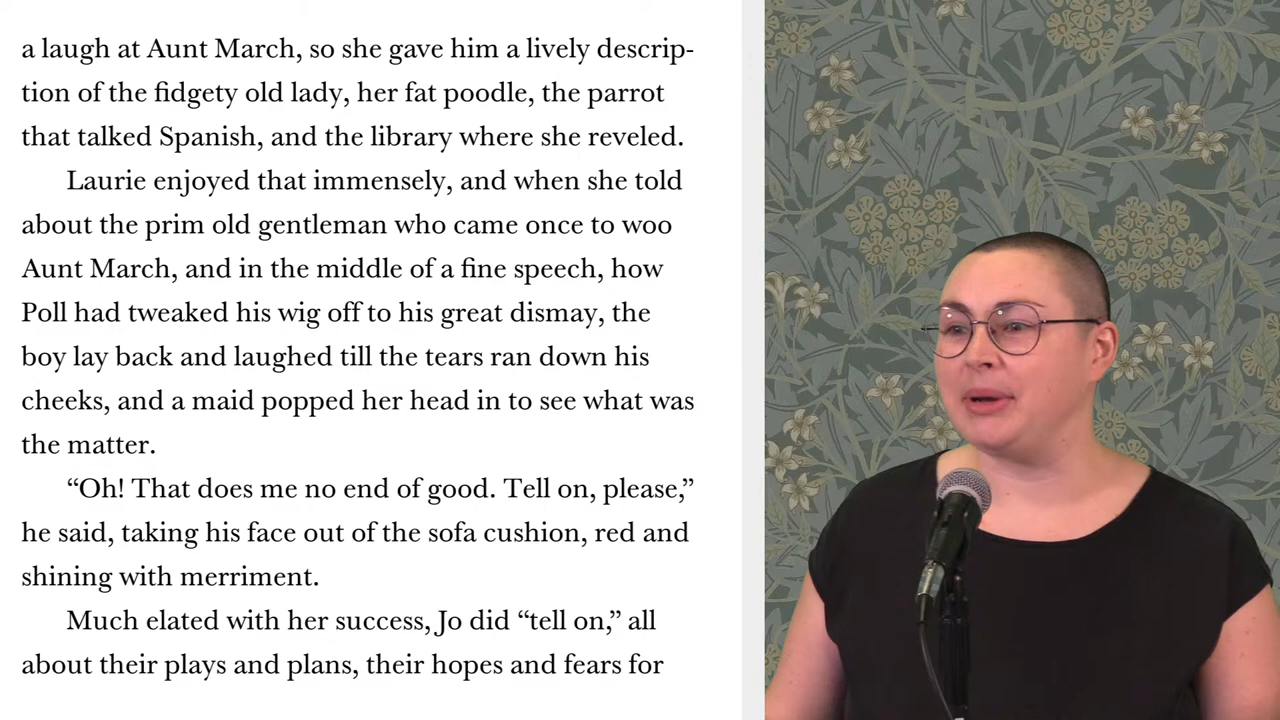 a laugh at Aunt March, so she gave him a lively descrip-
tion of the fidgety old lady, her fat poodle, the parrot
that talked Spanish, and the library where she reveled.
Laurie enjoyed that immensely, and when she told
about the prim old gentleman who came once to woo
Aunt March, and in the middle of a fine speech, how
Poll had tweaked his wig off to his great dismay, the
boy lay back and laughed till the tears ran down his
cheeks, and a maid popped her head in to see what was
the matter.
“Oh! That does me no end of good. Tell on, please,”
he said, taking his face out of the sofa cushion, red and
shining with merriment.
Much elated with her success, Jo did “tell on,” all
about their plays and plans, their hopes and fears for